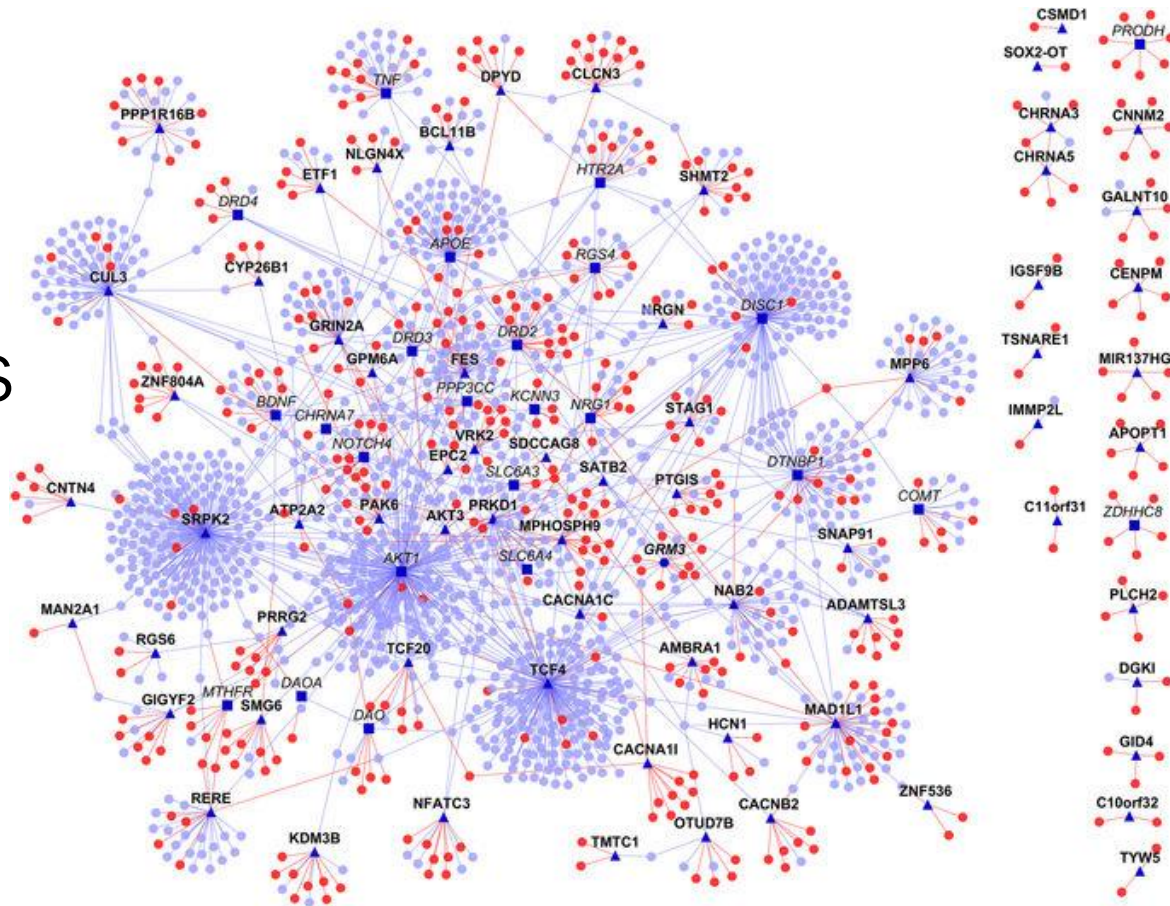 CSMD1
PRODH
SOX2-OT
TNF
DPYD
CLCN3
PPP1R16B
BCL11B
CHRNA3
CNNM2
NLGN4X
CHRNA5
ETF1
HTR2A
SHMT2
DRD4
GALNT10
APOE
RGS4
CYP26B1
CUL3
IGSF9B
CENPM
DISC1
NRGN
GRIN2A
DRD3
DRD2
TSNARE1
GPM6A
FES
MIR137HG
MPP6
S
ZNF804A
PPP3CC
KCNN3
BDNF
NRG1
STAG1
IMMP2L
CHRNA7
VRK2
APOPT1
NOTCH4
SDCCAG8
EPC2
DTNBP1
SLC6A3
SATB2
PTGIS
CNTN4
COMT
C11orf31
ZDHHC8
SRPK2
ATP2A2
PAK6
AKT3
PRKD1
MPHOSPH9
SNAP91
AKT1
SLC6A4
GRM3
MAN2A1
CACNA1C
NAB2
ADAMTSL3
PLCH2
PRRG2
RGS6
TCF20
AMBRA1
TCF4
DGKI
DAOA
MTHFR
GIGYF2
SMG6
DAO
MAD1L1
HCN1
GID4
CACNA1I
RERE
NFATC3
ZNF536
CACNB2
C10orf32
KDM3B
TMTC1
OTUD7B
TYW5